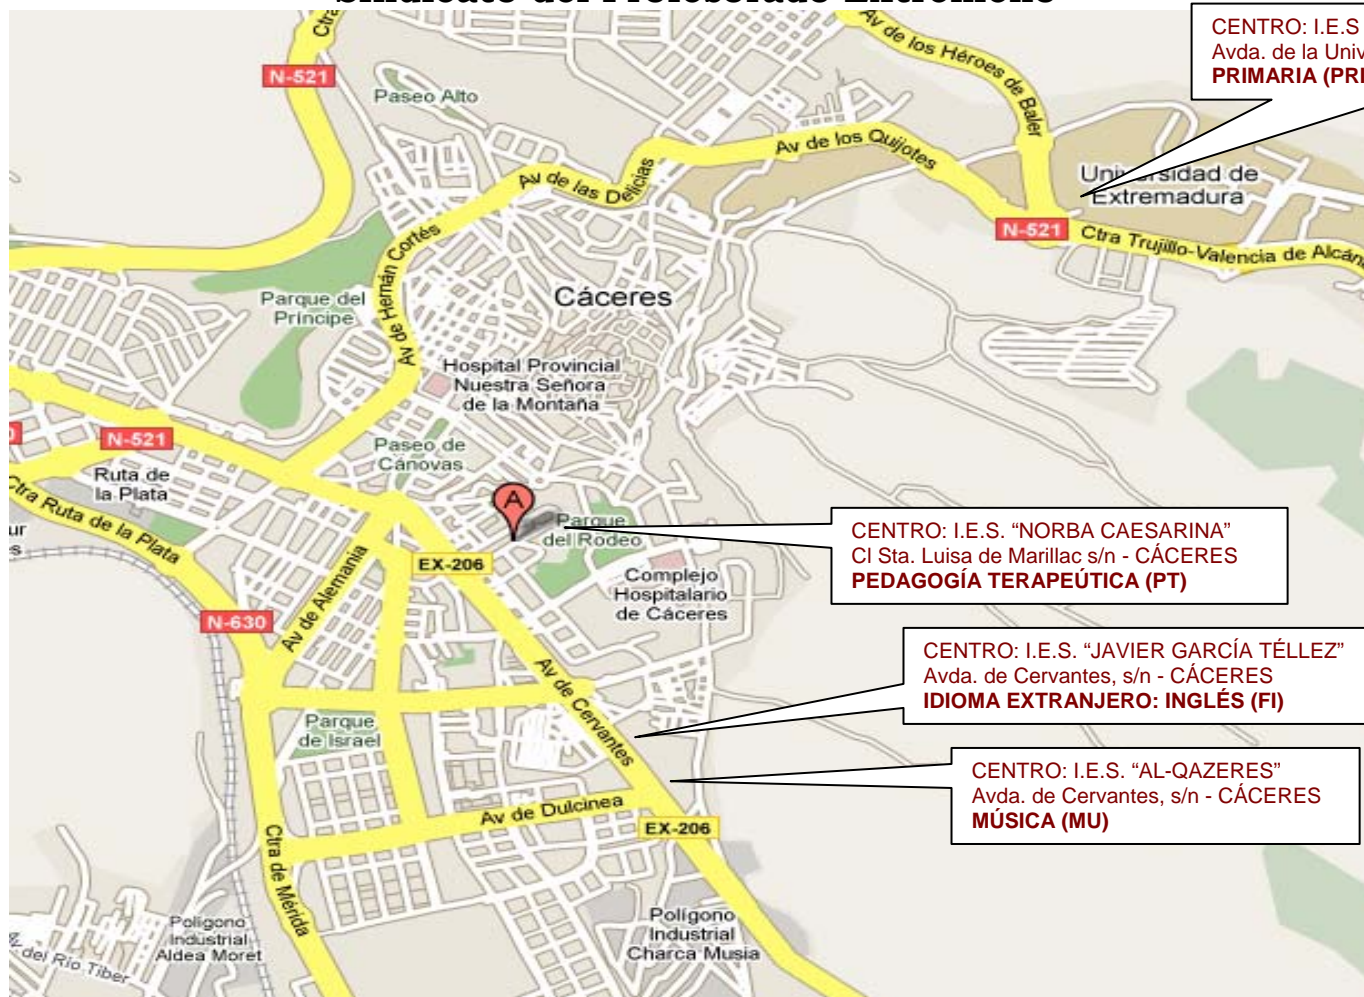 Sindicato del Profesorado Extremeño
CENTRO: I.E.S
Avda. de la Univ
PRIMARIA (PRI
Ctra
N-521
Paseo Alto
Av de los Héroes de Baler
Av de los Quijotes
Av de las Delicias
Universidad de
Extremadura
N-521
Ctra Trujillo-Valencia de Alcán
Av de Hernán Cortés
Parque del
Príncipe
Cáceres
Hospital Provincial
Nuestra Señora
de la Montaña
N-521
Paseo de
Cánovas
Ruta de
la Plata
Ctra Ruta de la Plata
A
Parque
del Rodeo
CENTRO: I.E.S. “NORBA CAESARINA”
Cl Sta. Luisa de Marillac s/n - CÁCERES
PEDAGOGÍA TERAPEÚTICA (PT)
ur
s
EX-206
Complejo
Hospitalario
de Cáceres
Av de Alemania
N-630
CENTRO: I.E.S. “JAVIER GARCÍA TÉLLEZ”
Avda. de Cervantes, s/n - CÁCERES
IDIOMA EXTRANJERO: INGLÉS (FI)
Av de Cervantes
Parque
de Israel
CENTRO: I.E.S. “AL-QAZERES”
Avda. de Cervantes, s/n - CÁCERES
MÚSICA (MU)
Av de Dulcinea
EX-206
Ctra de Mérida
Polígono
Industrial
Aldea Moret
Av del Río Tiber
Polígono
Industrial
Charca Musia